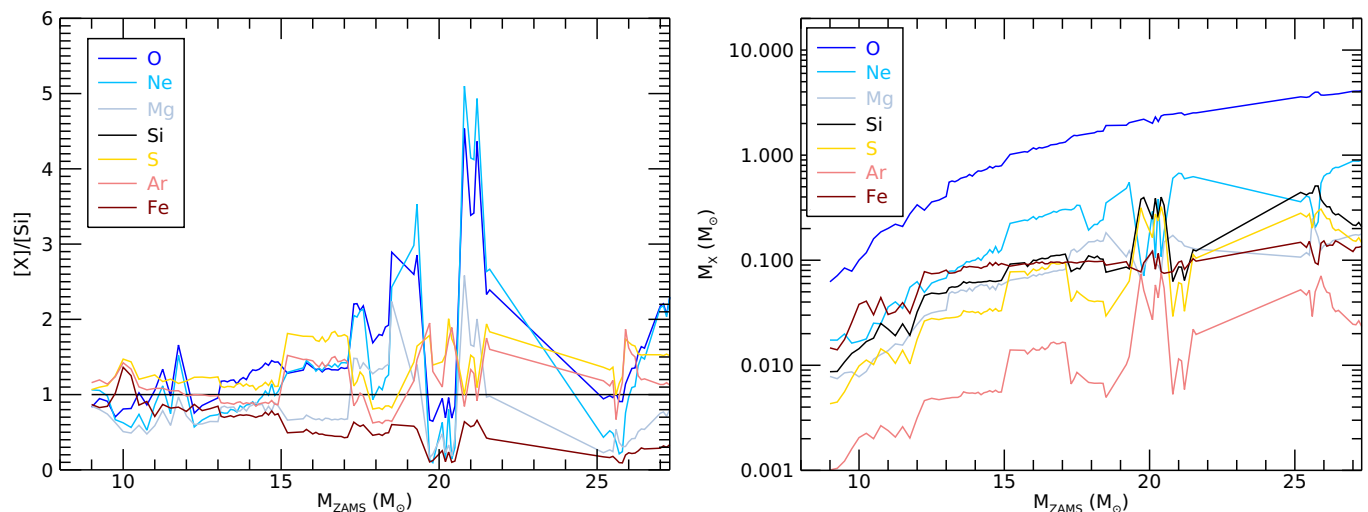 6
5
4
3
2
1
0
[X]/[Si]
O
Ne
Mg
Si
S
Ar
Fe
10
15
20
25
M_ZAMS (M_⊙)
10.000
1.000
0.100
0.010
0.001
M_X (M_⊙)
O
Ne
Mg
Si
S
Ar
Fe
10
15
20
25
M_ZAMS (M_⊙)